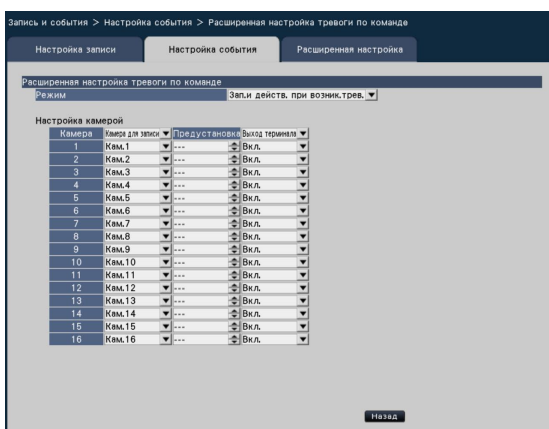 Запись и события > Настройка события > Расширенная настройка тревоги по команде
Настройка записи Настройка события Расширенная настройка
Расширенная настройка тревоги по команде
Режим Зап.и действ. при возник.трев.
Настройка камерой
Камера Камера для записи Предустановка Выход терминала
1 Кам.1 --- Вкл.
2 Кам.2 --- Вкл.
3 Кам.3 --- Вкл.
4 Кам.4 --- Вкл.
5 Кам.5 --- Вкл.
6 Кам.6 --- Вкл.
7 Кам.7 --- Вкл.
8 Кам.8 --- Вкл.
9 Кам.9 --- Вкл.
10 Кам.10 --- Вкл.
11 Кам.11 --- Вкл.
12 Кам.12 --- Вкл.
13 Кам.13 --- Вкл.
14 Кам.14 --- Вкл.
15 Кам.15 --- Вкл.
16 Кам.16 --- Вкл.
Назад